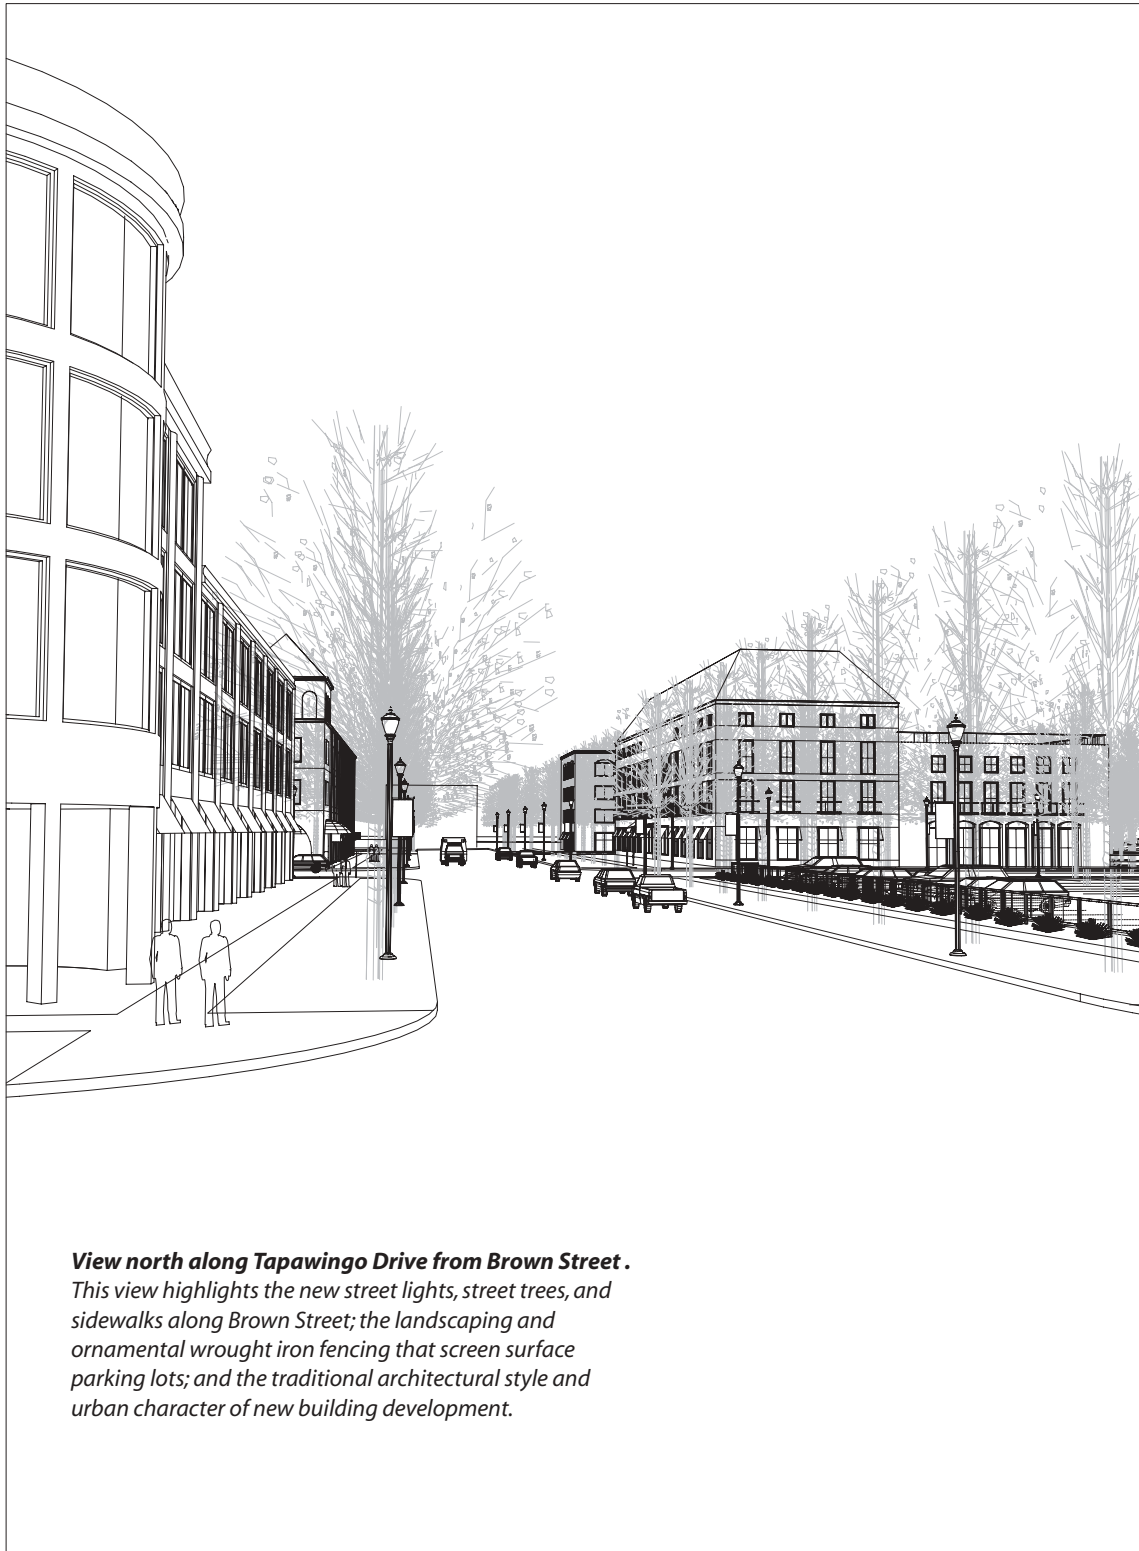 View north along Tapawingo Drive from Brown Street .
This view highlights the new street lights, street trees, and
sidewalks along Brown Street; the landscaping and
ornamental wrought iron fencing that screen surface
parking lots; and the traditional architectural style and
urban character of new building development.